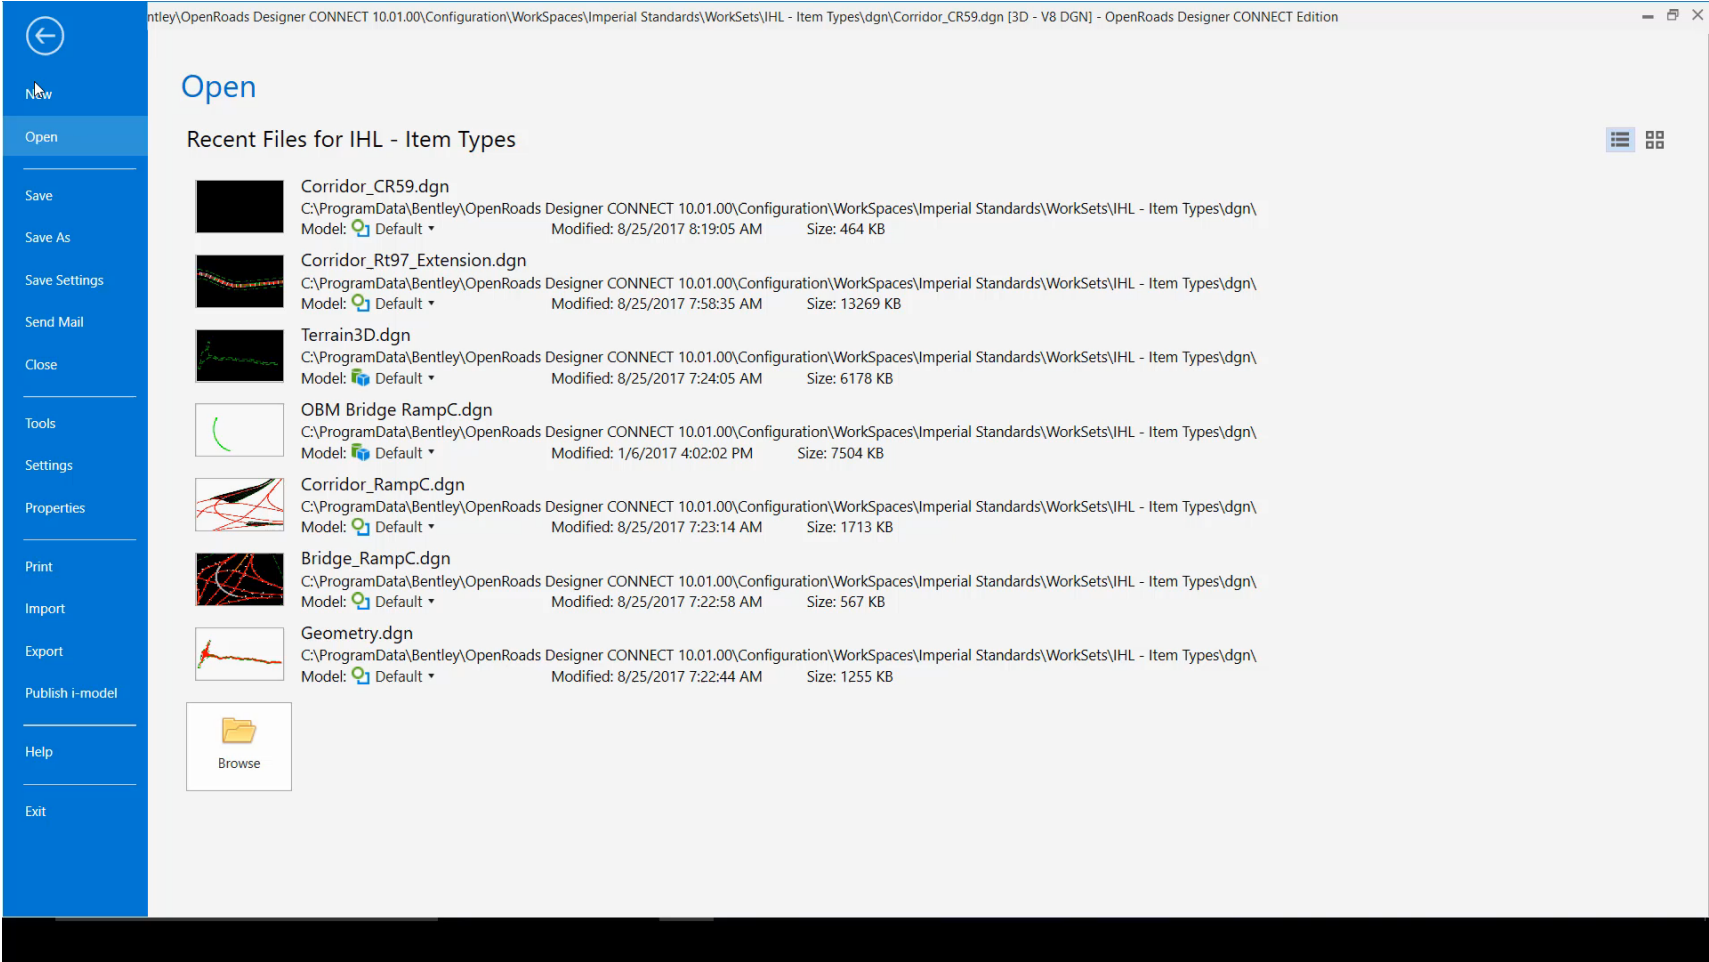 ntley\OpenRoads Designer CONNECT 10.01.00\Configuration\WorkSpaces\Imperial Standards\WorkSets\IHL - Item Types\dgn\Corridor_CR59.dgn [3D - V8 DGN] - OpenRoads Designer CONNECT Edition
New
Open
Save
Save As
Save Settings
Send Mail
Close
Tools
Settings
Properties
Print
Import
Export
Publish i-model
Help
Exit
Open
Recent Files for IHL - Item Types
Corridor_CR59.dgn
C:\ProgramData\Bentley\OpenRoads Designer CONNECT 10.01.00\Configuration\WorkSpaces\Imperial Standards\WorkSets\IHL - Item Types\dgn\
Model: Default Modified: 8/25/2017 8:19:05 AM Size: 464 KB
Corridor_Rt97_Extension.dgn
C:\ProgramData\Bentley\OpenRoads Designer CONNECT 10.01.00\Configuration\WorkSpaces\Imperial Standards\WorkSets\IHL - Item Types\dgn\
Model: Default Modified: 8/25/2017 7:58:35 AM Size: 13269 KB
Terrain3D.dgn
C:\ProgramData\Bentley\OpenRoads Designer CONNECT 10.01.00\Configuration\WorkSpaces\Imperial Standards\WorkSets\IHL - Item Types\dgn\
Model: Default Modified: 8/25/2017 7:24:05 AM Size: 6178 KB
OBM Bridge RampC.dgn
C:\ProgramData\Bentley\OpenRoads Designer CONNECT 10.01.00\Configuration\WorkSpaces\Imperial Standards\WorkSets\IHL - Item Types\dgn\
Model: Default Modified: 1/6/2017 4:02:02 PM Size: 7504 KB
Corridor_RampC.dgn
C:\ProgramData\Bentley\OpenRoads Designer CONNECT 10.01.00\Configuration\WorkSpaces\Imperial Standards\WorkSets\IHL - Item Types\dgn\
Model: Default Modified: 8/25/2017 7:23:14 AM Size: 1713 KB
Bridge_RampC.dgn
C:\ProgramData\Bentley\OpenRoads Designer CONNECT 10.01.00\Configuration\WorkSpaces\Imperial Standards\WorkSets\IHL - Item Types\dgn\
Model: Default Modified: 8/25/2017 7:22:58 AM Size: 567 KB
Geometry.dgn
C:\ProgramData\Bentley\OpenRoads Designer CONNECT 10.01.00\Configuration\WorkSpaces\Imperial Standards\WorkSets\IHL - Item Types\dgn\
Model: Default Modified: 8/25/2017 7:22:44 AM Size: 1255 KB
Browse